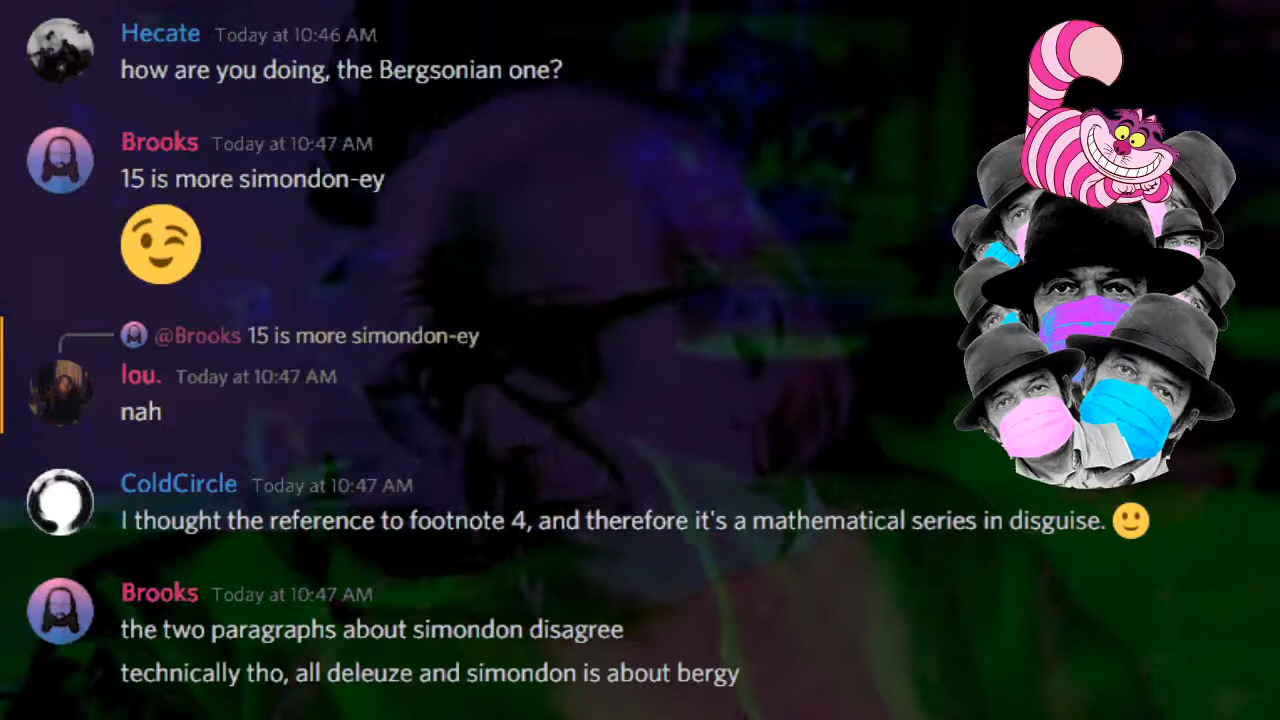 Hecate Today at 10:46 AM
how are you doing, the Bergsonian one?
Brooks Today at 10:47 AM
15 is more simondon-ey
@Brooks 15 is more simondon-ey
lou. Today at 10:47 AM
nah
ColdCircle Today at 10:47 AM
I thought the reference to footnote 4, and therefore it's a mathematical series in disguise.
Brooks Today at 10:47 AM
the two paragraphs about simondon disagree
technically tho, all deleuze and simondon is about bergy